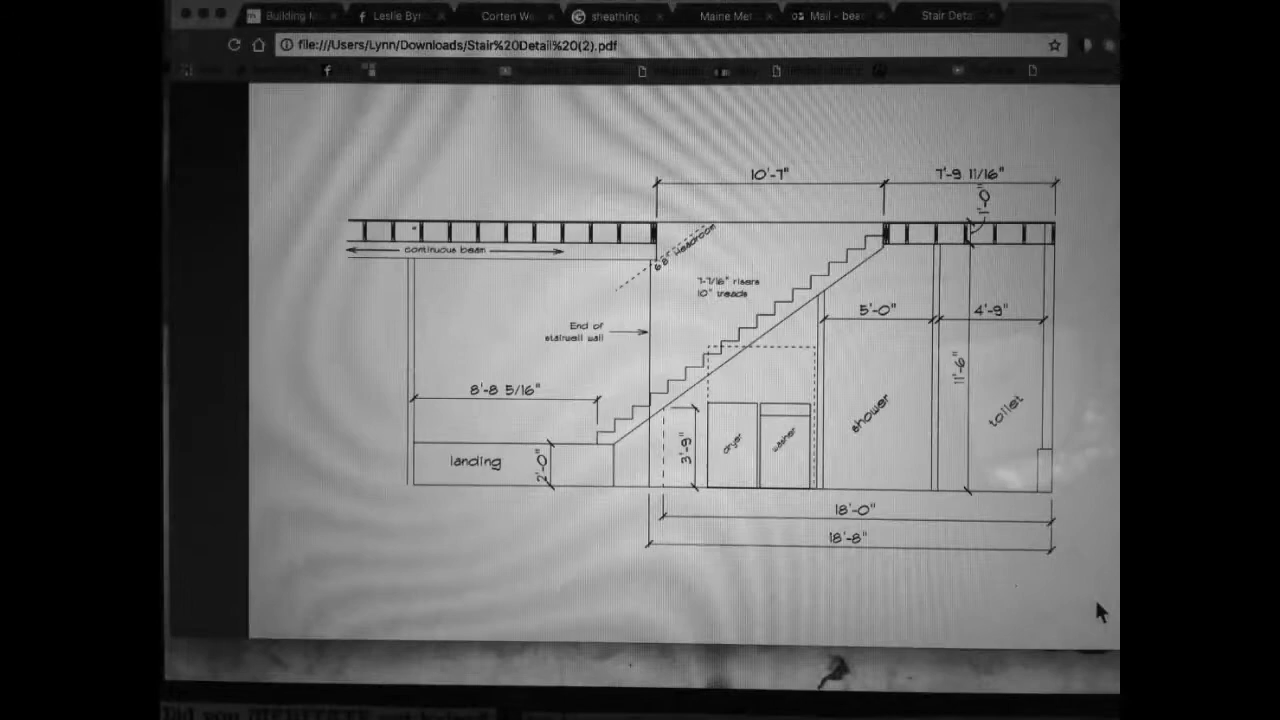 Building
Leslie By
Corten W
sheathing
Maine Me
Mail - bea
Stair Deta
file:///Users/Lynn/Downloads/Stair%20Detail%20(2).pdf
10'-7"
7'-9 11/16"
1'-0"
continuous beam
6'8" Headroom
7-7/16" risers
10" treads
End of
stairwell wall
5'-0"
4'-9"
11'-6"
8'-8 5/16"
shower
toilet
3'-9"
dryer
washer
landing
2'-0"
18'-0"
18'-8"